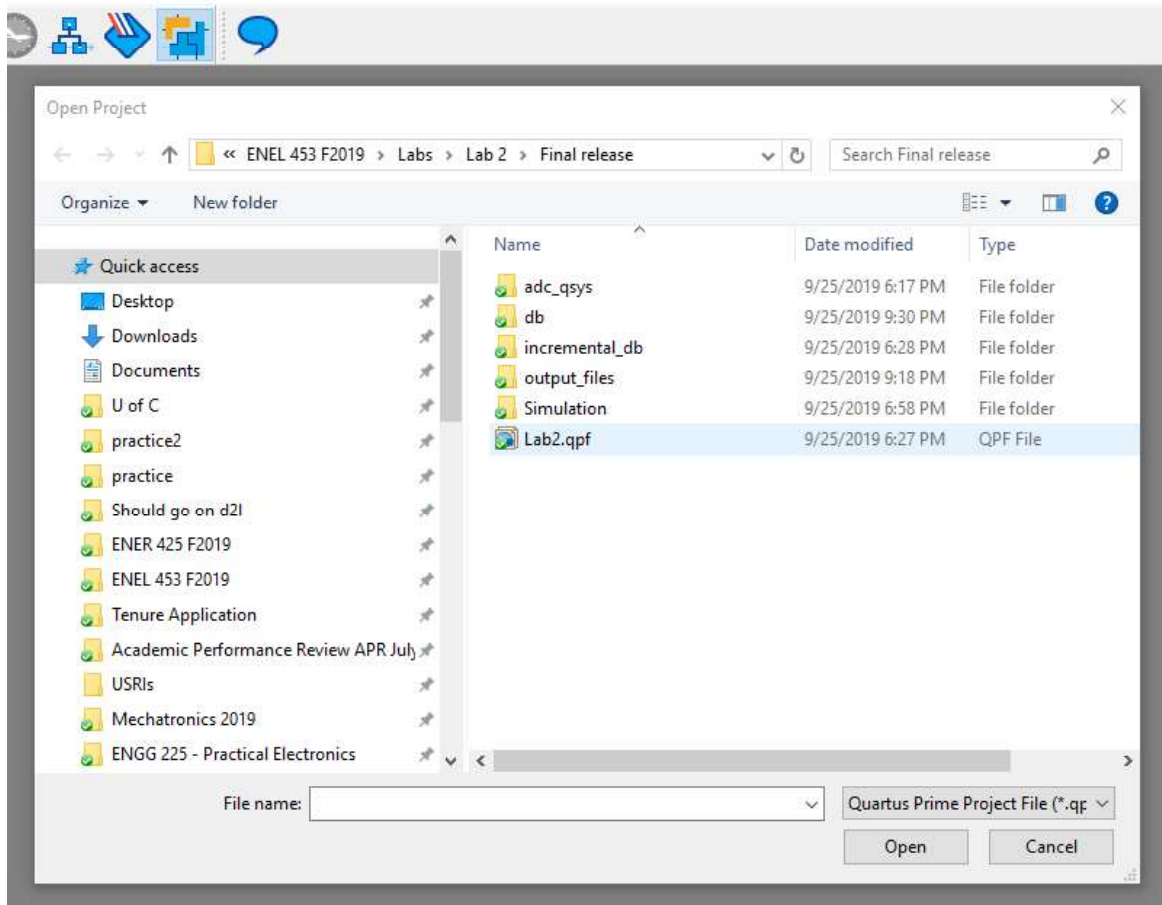 Open Project
« ENEL 453 F2019 > Labs > Lab 2 > Final release
Search Final release
Organize
New folder
Name
Date modified
Type
Quick access
Desktop
Downloads
Documents
U of C
practice2
practice
Should go on d2l
ENER 425 F2019
ENEL 453 F2019
Tenure Application
Academic Performance Review APR July
USRIs
Mechatronics 2019
ENGG 225 - Practical Electronics
adc_qsys 9/25/2019 6:17 PM File folder
db 9/25/2019 9:30 PM File folder
incremental_db 9/25/2019 6:28 PM File folder
output_files 9/25/2019 9:18 PM File folder
Simulation 9/25/2019 6:58 PM File folder
Lab2.qpf 9/25/2019 6:27 PM QPF File
File name:
Quartus Prime Project File (*.qp
Open
Cancel